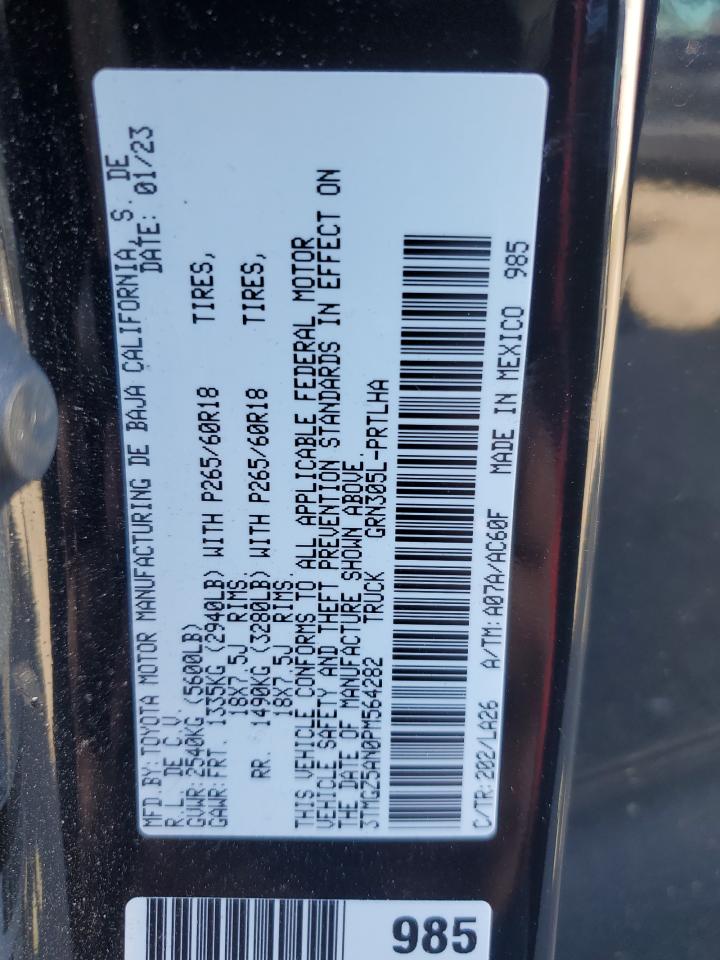 MFD.BY: TOYOTA MOTOR MANUFACTURING DE BAJA CALIFORNIA, S. DE
R.L. DE C.V. DATE: 01/23
GVWR:2540KG (5600LB)
GAWR:FRT. 1335KG (2940LB) WITH P265/60R18 TIRES,
18X7.5J RIMS.
RR. 1490KG (3280LB) WITH P265/60R18 TIRES,
18X7.5J RIMS.
THIS VEHICLE CONFORMS TO ALL APPLICABLE FEDERAL MOTOR
VEHICLE SAFETY AND THEFT PREVENTION STANDARDS IN EFFECT ON
THE DATE OF MANUFACTURE SHOWN ABOVE.
3TMGZ5AN0PM564282 TRUCK GRN305L-PRTLHA
C/TR:202/LA26 A/TM:A07A/AC60F MADE IN MEXICO 985
985